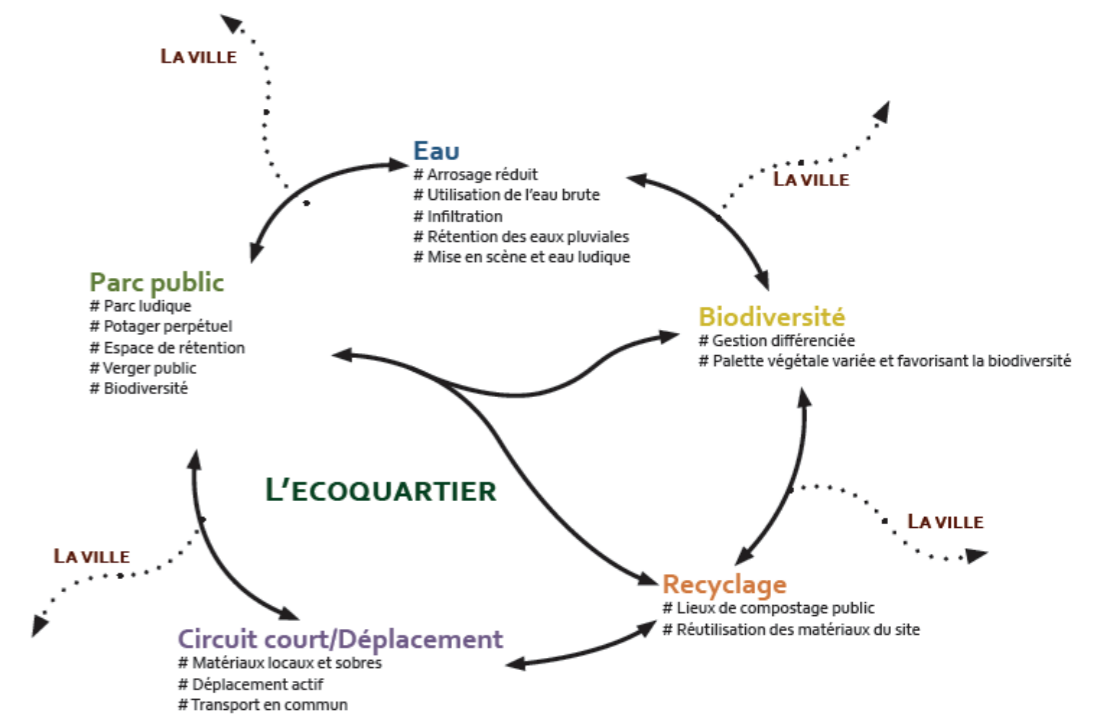 LA VILLE
Eau
# Arrosage réduit
# Utilisation de l'eau brute
# Infiltration
# Rétention des eaux pluviales
# Mise en scène et eau ludique
LA VILLE
Parc public
# Parc ludique
# Potager perpétuel
# Espace de rétention
# Verger public
# Biodiversité
Biodiversité
# Gestion différenciée
# Palette végétale variée et favorisant la biodiversité
L'ECOQUARTIER
LA VILLE
LA VILLE
Recyclage
# Lieux de compostage public
# Réutilisation des matériaux du site
Circuit court/Déplacement
# Matériaux locaux et sobres
# Déplacement actif
# Transport en commun